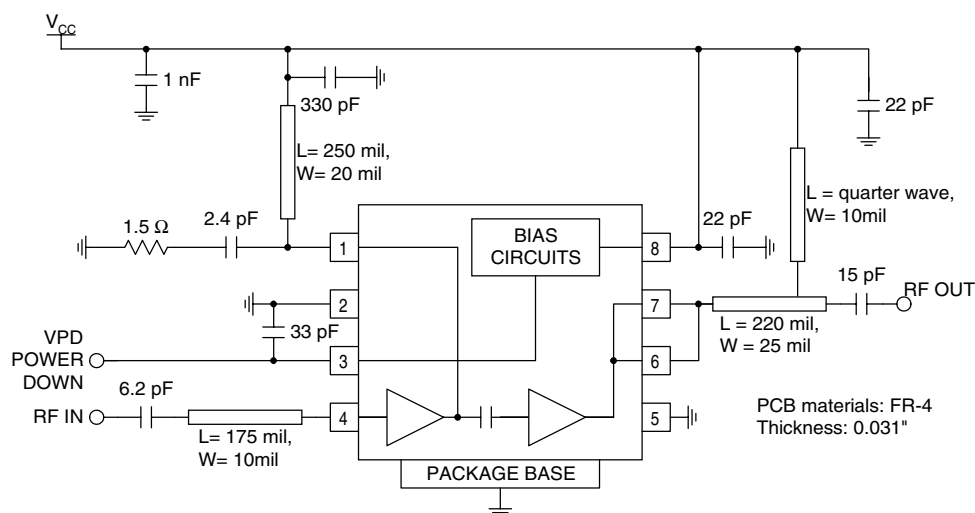 V_CC
1 nF
330 pF
22 pF
L= 250 mil,
W= 20 mil
L = quarter wave,
W= 10mil
1.5 Ω
2.4 pF
1
BIAS
CIRCUITS
8
22 pF
15 pF
RF OUT
2
7
33 pF
L = 220 mil,
W = 25 mil
VPD
POWER
DOWN
3
6
6.2 pF
RF IN
4
5
L= 175 mil,
W= 10mil
PCB materials: FR-4
Thickness: 0.031"
PACKAGE BASE